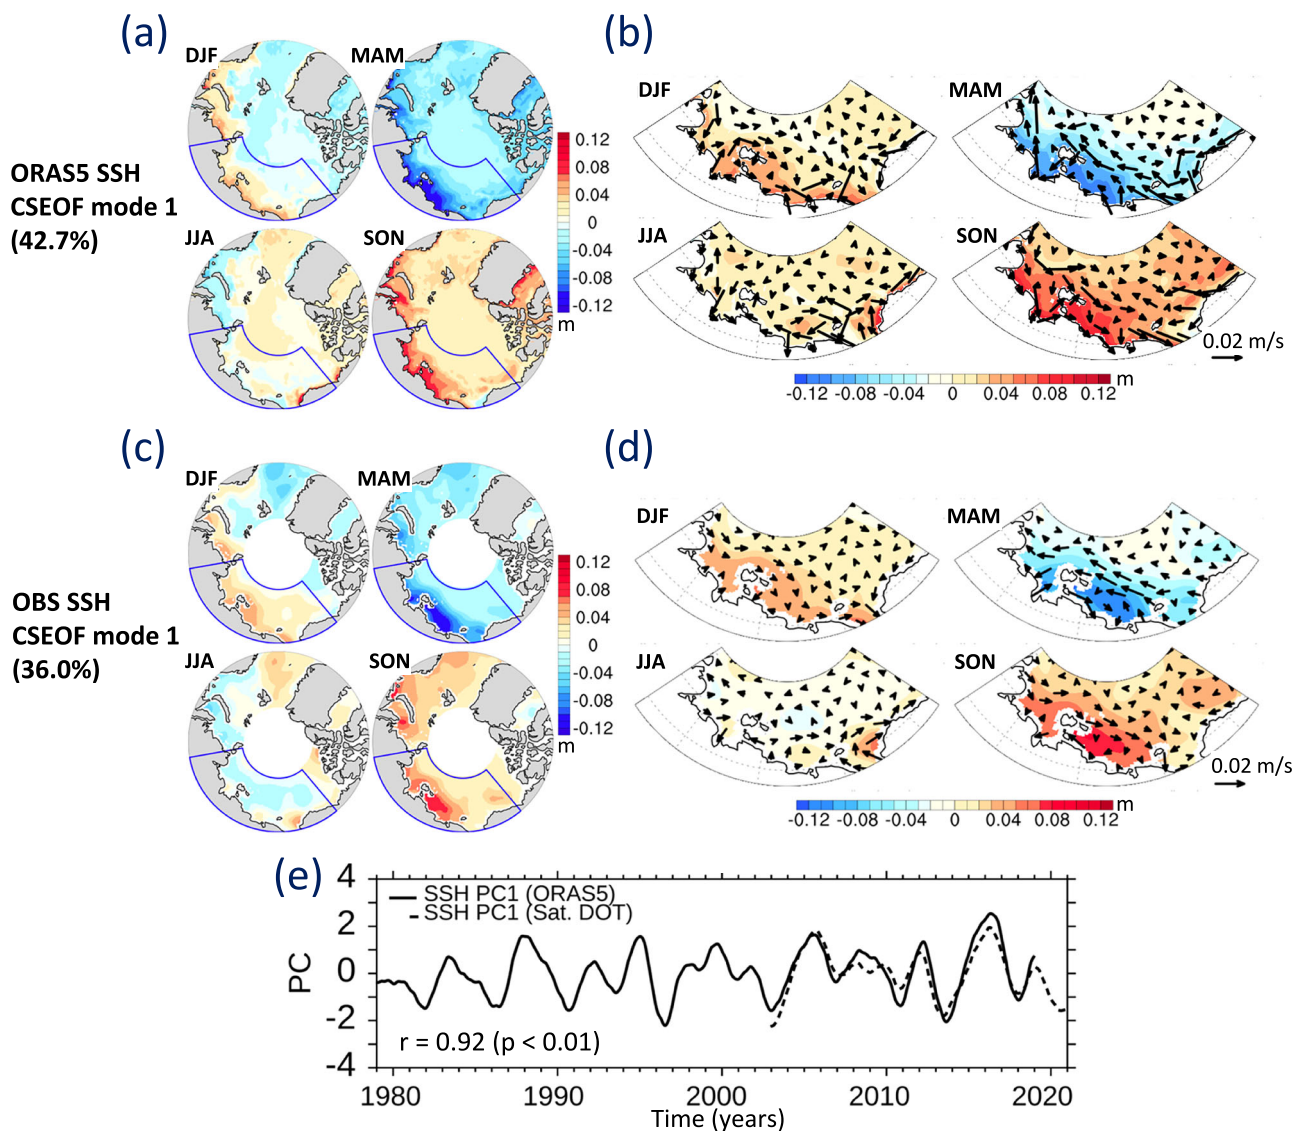 (a)
(b)
DJF
MAM
DJF
MAM
ORAS5 SSH
CSEOF mode 1
(42.7%)
0.12
0.08
0.04
0
-0.04
-0.08
-0.12
m
JJA
SON
JJA
SON
0.02 m/s
m
-0.12 -0.08 -0.04 0 0.04 0.08 0.12
(c)
(d)
DJF
MAM
DJF
MAM
OBS SSH
CSEOF mode 1
(36.0%)
0.12
0.08
0.04
0
-0.04
-0.08
-0.12
m
JJA
SON
JJA
SON
0.02 m/s
m
-0.12 -0.08 -0.04 0 0.04 0.08 0.12
(e)
4
2
0
-2
-4
PC
SSH PC1 (ORAS5)
SSH PC1 (Sat. DOT)
r = 0.92 (p < 0.01)
1980 1990 2000 2010 2020
Time (years)